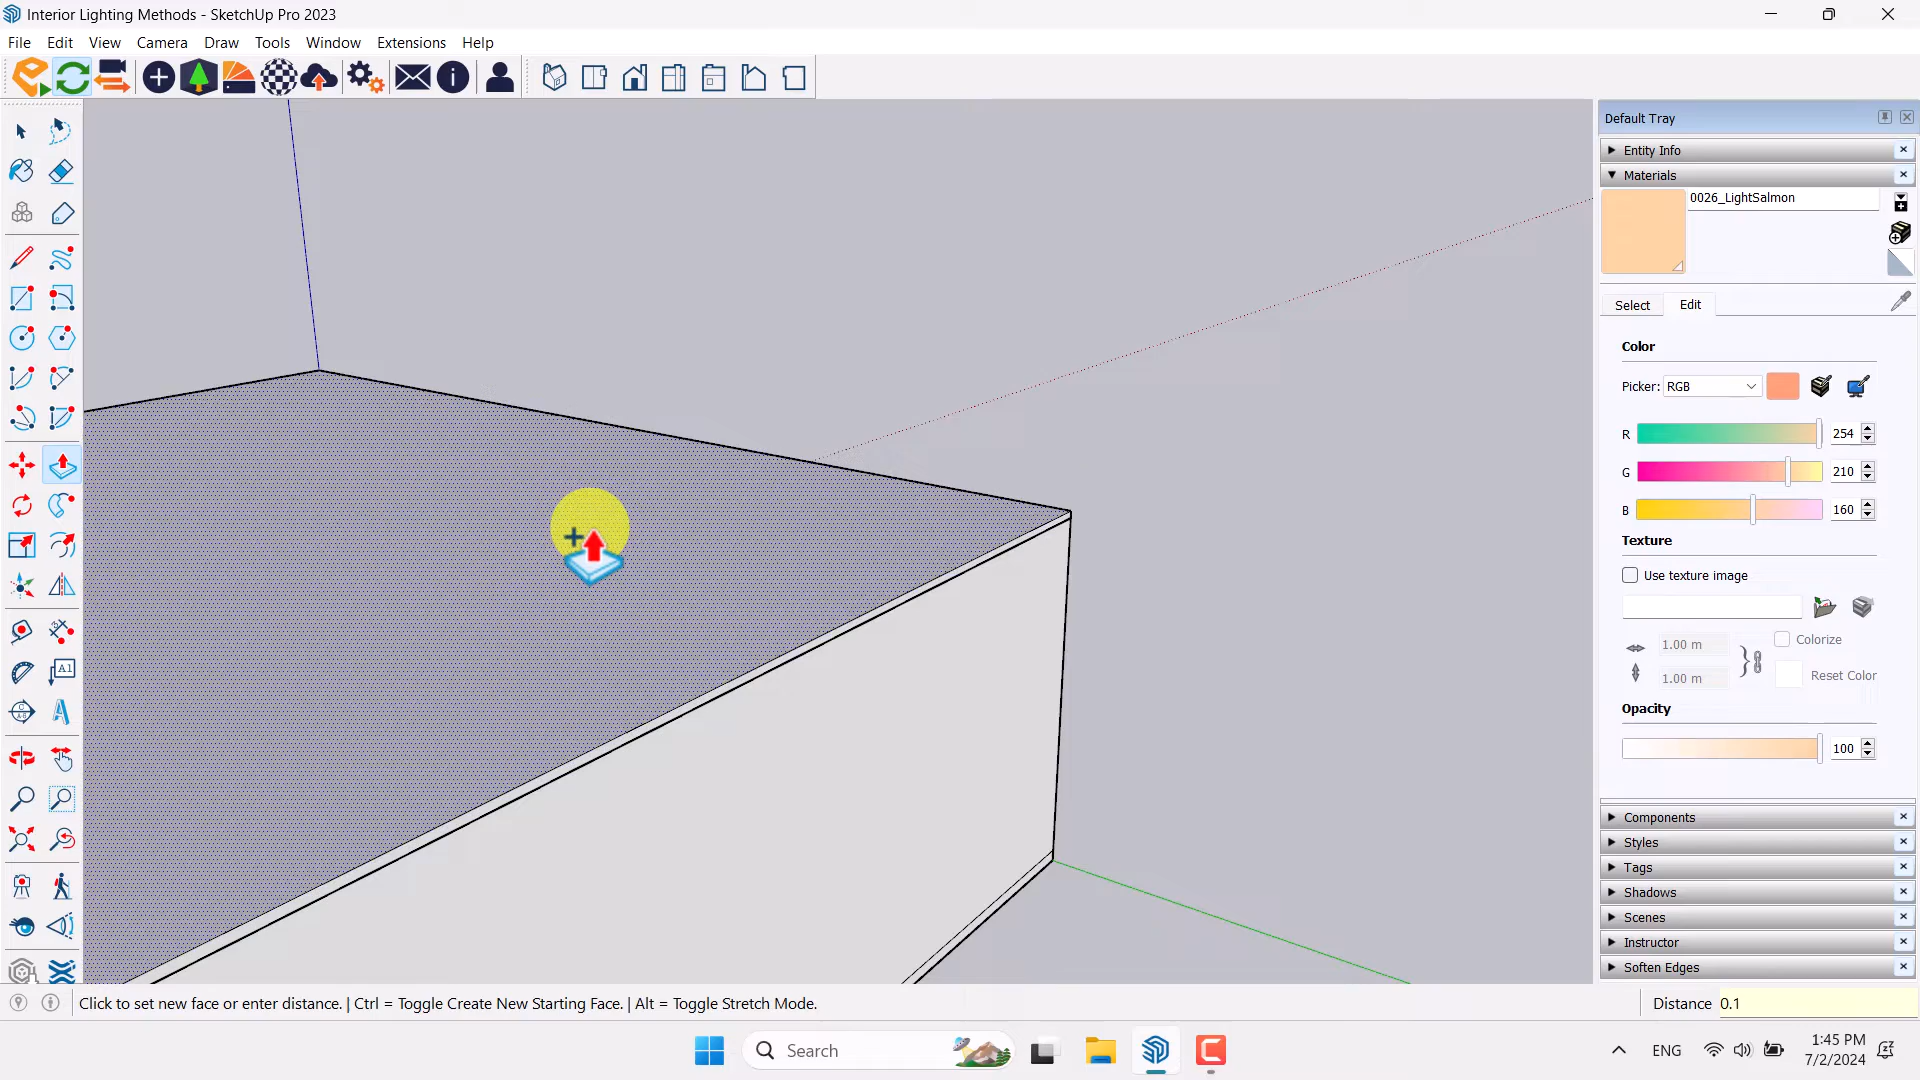 Interior Lighting Methods - SketchUp Pro 2023
File Edit View Camera Draw Tools Window Extensions Help
Default Tray
Entity Info
Materials
0026_LightSalmon
Select Edit
Color
Picker: RGB
R 254
G 210
B 160
Texture
Use texture image
1.00 m
Colorize
1.00 m
Reset Color
Opacity
100
Components
Styles
Tags
Shadows
Scenes
Instructor
Soften Edges
A1
Click to set new face or enter distance. | Ctrl = Toggle Create New Starting Face. | Alt = Toggle Stretch Mode.
Distance 0.1
Search
ENG
1:45 PM
7/2/2024